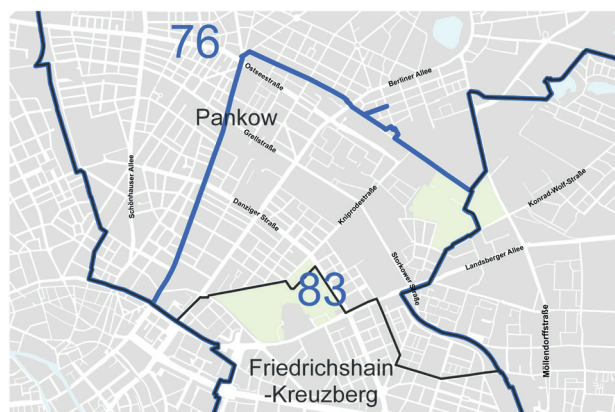 76
Ostseestraße
Berliner Allee
Pankow
Grellstraße
Schönhauser Allee
Danziger Straße
Kniprodestraße
Konrad-Wolf-Straße
Storkower Straße
Landsberger Allee
83
Möllendorffstraße
Friedrichshain
-Kreuzberg